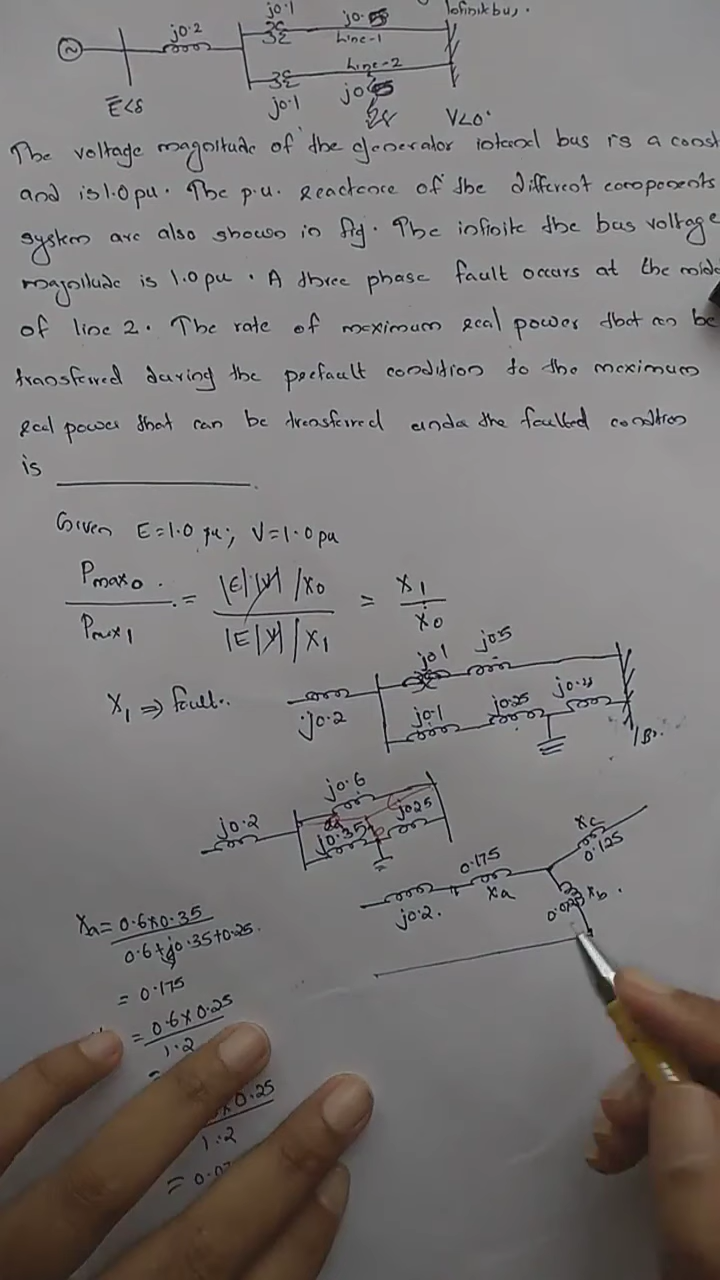 j0.1 j0. Infinite bus.
j0.2
Line-1
Line-2
E<δ j0.1 j0 V<0°
The voltage magnitude of the generator internal bus is a const
and is 1.0 pu. The p.u. reactance of the different components
system are also shown in fig. The infinite the bus voltage
magnitude is 1.0 pu. A three phase fault occurs at the midd
of line 2. The rate of maximum real power that can be
transferred during the prefault condition to the maximum
real power that can be transferred under the faulted condition
is ________.
Given E=1.0 pu; V=1.0 pu
Pmax0 / Pmax1 = |E||V|/X0 / |E||V|/X1 = X1 / X0
X1 ⇒ fault.. j0.2 j0.1 j0.5
j0.1 j0.25
j0.2 j0.6
j0.35 j0.25
j0.2. 0.175 Xa Xc 0.125 Xb.
Xa = 0.6×0.35 / 0.6+j0.35+0.25.
= 0.175
= 0.6×0.25 / 1.2
×0.25 / 1.2
= 0.07